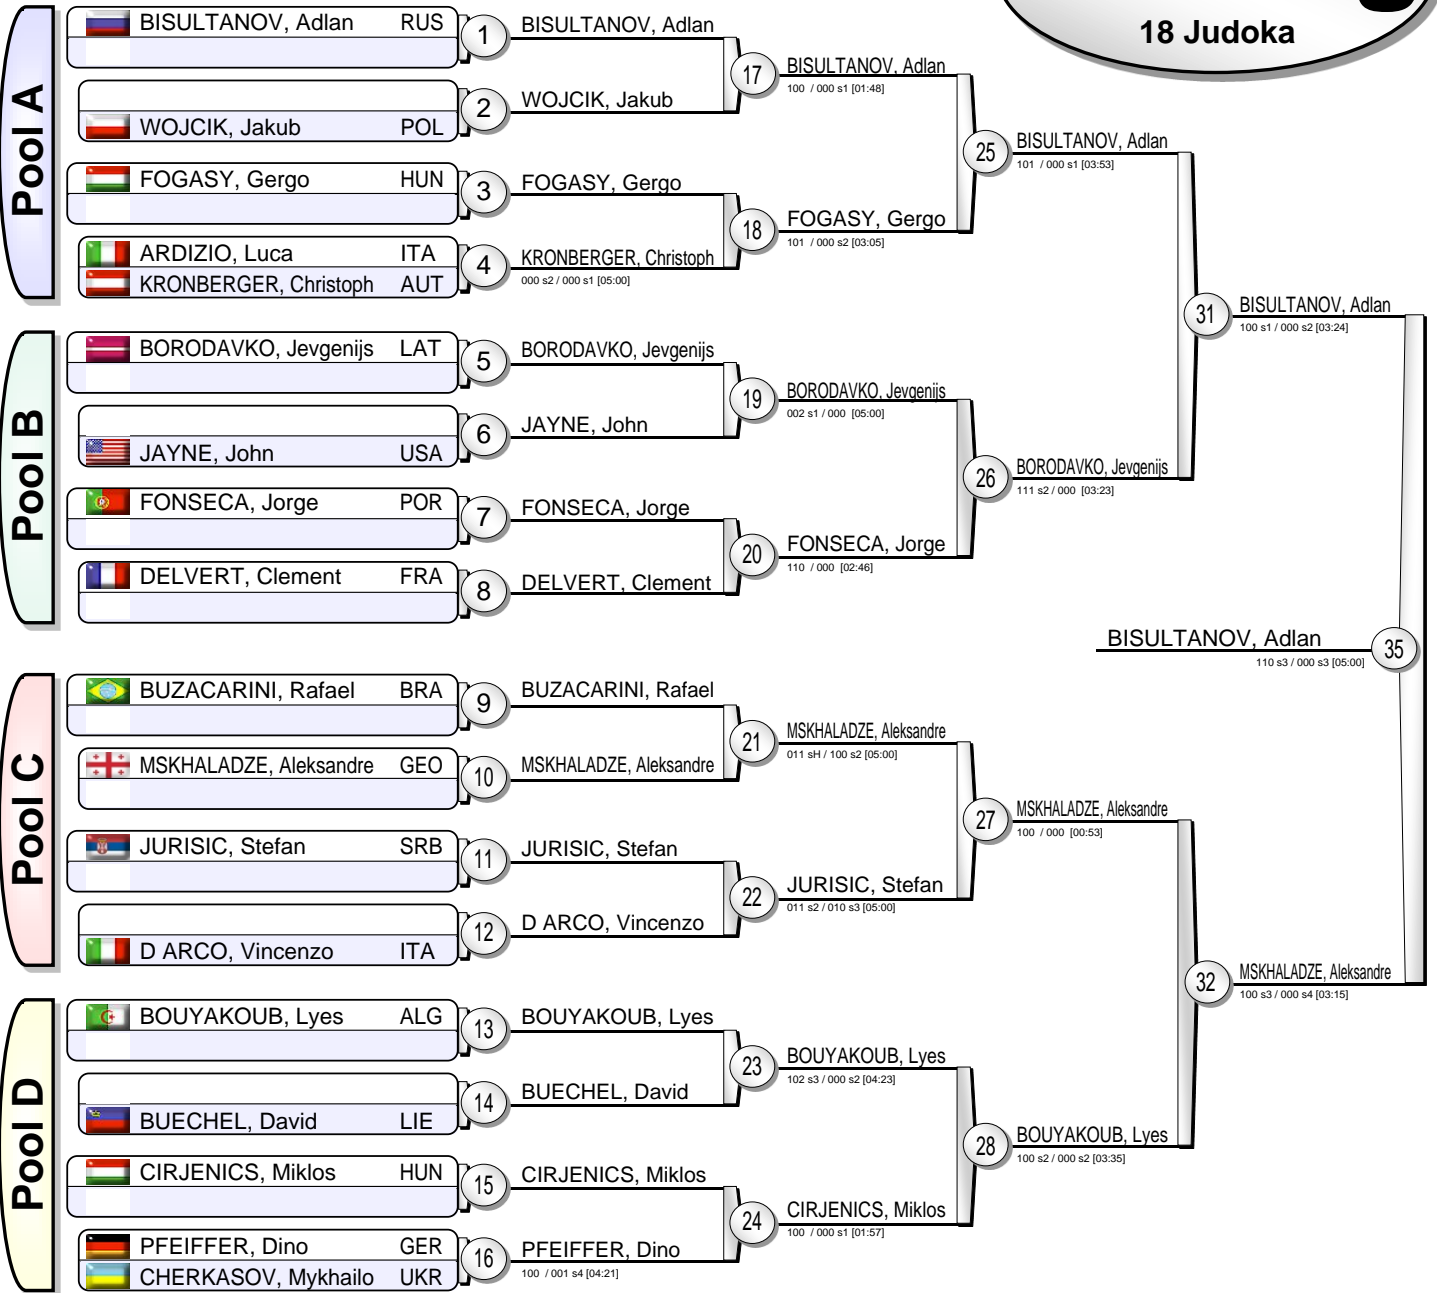 18 Judoka
Pool A
BISULTANOV, Adlan RUS
1
BISULTANOV, Adlan
WOJCIK, Jakub POL
2
WOJCIK, Jakub
17
BISULTANOV, Adlan
100 / 000 s1 [01:48]
FOGASY, Gergo HUN
3
FOGASY, Gergo
ARDIZIO, Luca ITA
KRONBERGER, Christoph AUT
4
KRONBERGER, Christoph
000 s2 / 000 s1 [05:00]
18
FOGASY, Gergo
101 / 000 s2 [03:05]
25
BISULTANOV, Adlan
101 / 000 s1 [03:53]
Pool B
BORODAVKO, Jevgenijs LAT
5
BORODAVKO, Jevgenijs
JAYNE, John USA
6
JAYNE, John
19
BORODAVKO, Jevgenijs
002 s1 / 000 [05:00]
FONSECA, Jorge POR
7
FONSECA, Jorge
DELVERT, Clement FRA
8
DELVERT, Clement
20
FONSECA, Jorge
110 / 000 [02:46]
26
BORODAVKO, Jevgenijs
111 s2 / 000 [03:23]
31
BISULTANOV, Adlan
100 s1 / 000 s2 [03:24]
BISULTANOV, Adlan
110 s3 / 000 s3 [05:00]
35
Pool C
BUZACARINI, Rafael BRA
9
BUZACARINI, Rafael
MSKHALADZE, Aleksandre GEO
10
MSKHALADZE, Aleksandre
21
MSKHALADZE, Aleksandre
011 sH / 100 s2 [05:00]
JURISIC, Stefan SRB
11
JURISIC, Stefan
D ARCO, Vincenzo ITA
12
D ARCO, Vincenzo
22
JURISIC, Stefan
011 s2 / 010 s3 [05:00]
27
MSKHALADZE, Aleksandre
100 / 000 [00:53]
Pool D
BOUYAKOUB, Lyes ALG
13
BOUYAKOUB, Lyes
BUECHEL, David LIE
14
BUECHEL, David
23
BOUYAKOUB, Lyes
102 s3 / 000 s2 [04:23]
CIRJENICS, Miklos HUN
15
CIRJENICS, Miklos
PFEIFFER, Dino GER
CHERKASOV, Mykhailo UKR
16
PFEIFFER, Dino
100 / 001 s4 [04:21]
24
CIRJENICS, Miklos
100 / 000 s1 [01:57]
28
BOUYAKOUB, Lyes
100 s2 / 000 s2 [03:35]
32
MSKHALADZE, Aleksandre
100 s3 / 000 s4 [03:15]